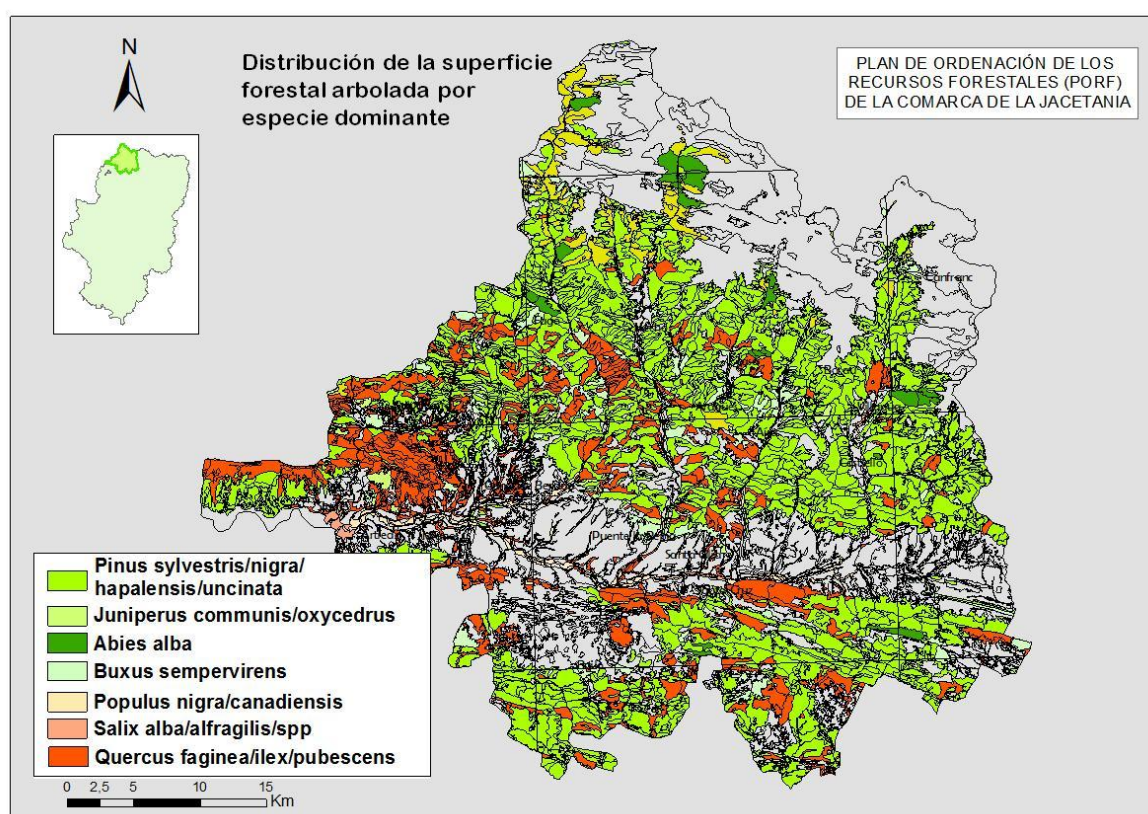 N
Distribución de la superficie
forestal arbolada por
especie dominante
PLAN DE ORDENACIÓN DE LOS
RECURSOS FORESTALES (PORF)
DE LA COMARCA DE LA JACETANIA
Canfranc
Puente
Santa
Pinus sylvestris/nigra/
hapalensis/uncinata
Juniperus communis/oxycedrus
Abies alba
Buxus sempervirens
Populus nigra/canadiensis
Salix alba/alfragilis/spp
Quercus faginea/ilex/pubescens
0 2,5 5 10 15
Km